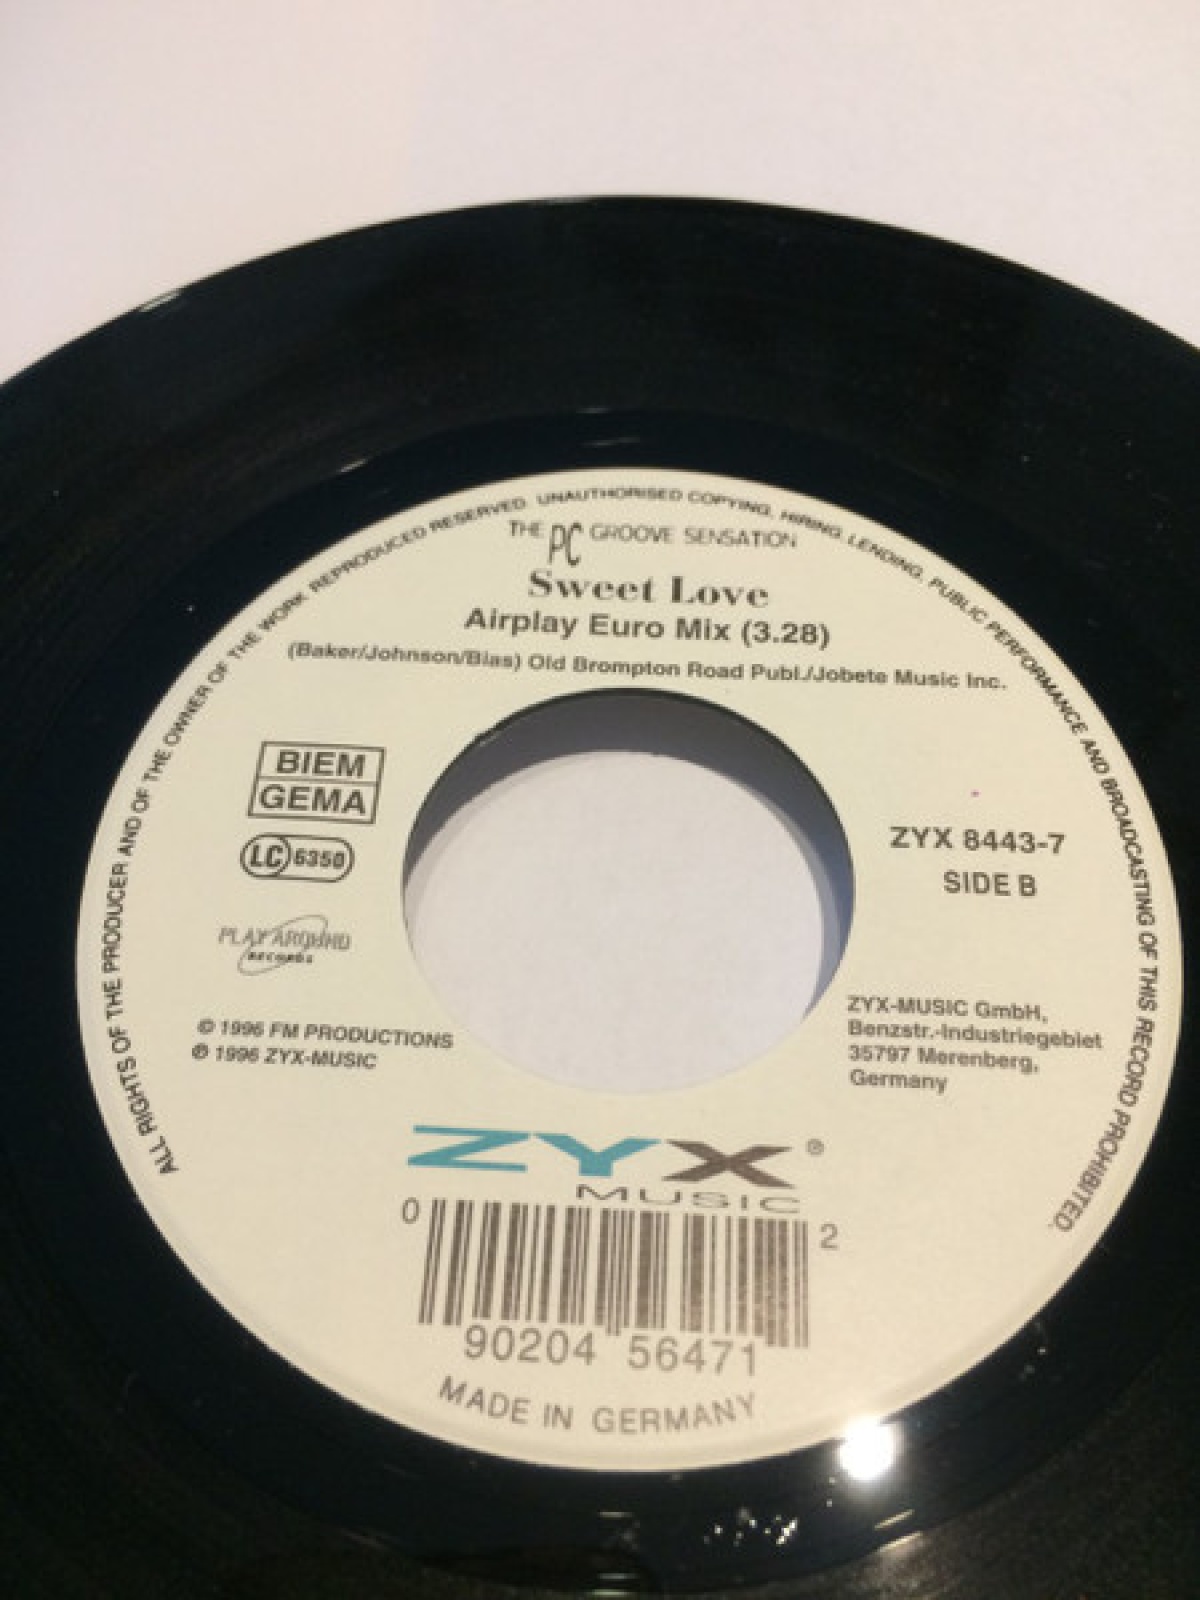 ALL RIGHTS OF THE PRODUCER AND OF THE OWNER OF THE WORK REPRODUCED RESERVED. UNAUTHORISED COPYING, HIRING, LENDING, PUBLIC PERFORMANCE AND BROADCASTING OF THIS RECORD PROHIBITED.
THE PC GROOVE SENSATION
Sweet Love
Airplay Euro Mix (3.28)
(Baker/Johnson/Bias) Old Brompton Road Publ./Jobete Music Inc.
BIEM
GEMA
LC 6350
PLAY AROUND
RECORDS
© 1996 FM PRODUCTIONS
℗ 1996 ZYX-MUSIC
ZYX 8443-7
SIDE B
ZYX-MUSIC GmbH,
Benzstr.-Industriegebiet
35797 Merenberg,
Germany
ZYX®
MUSIC
0 90204 56471 2
MADE IN GERMANY